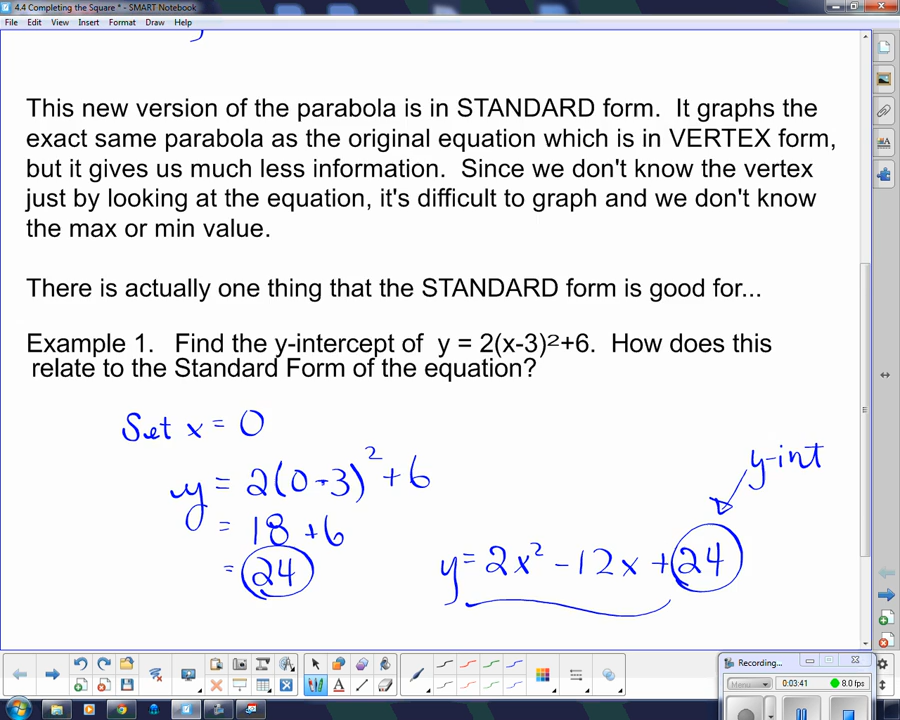 4.4 Completing the Square * - SMART Notebook
File Edit View Insert Format Draw Help
This new version of the parabola is in STANDARD form. It graphs the
exact same parabola as the original equation which is in VERTEX form,
but it gives us much less information. Since we don't know the vertex
just by looking at the equation, it's difficult to graph and we don't know
the max or min value.
There is actually one thing that the STANDARD form is good for...
Example 1. Find the y-intercept of y = 2(x-3)²+6. How does this
relate to the Standard Form of the equation?
Set x = 0
y = 2(0-3)² + 6
= 18 + 6
= 24
y-int
y = 2x² - 12x + 24
Recording...
Menu
0:03:41 8.0 fps